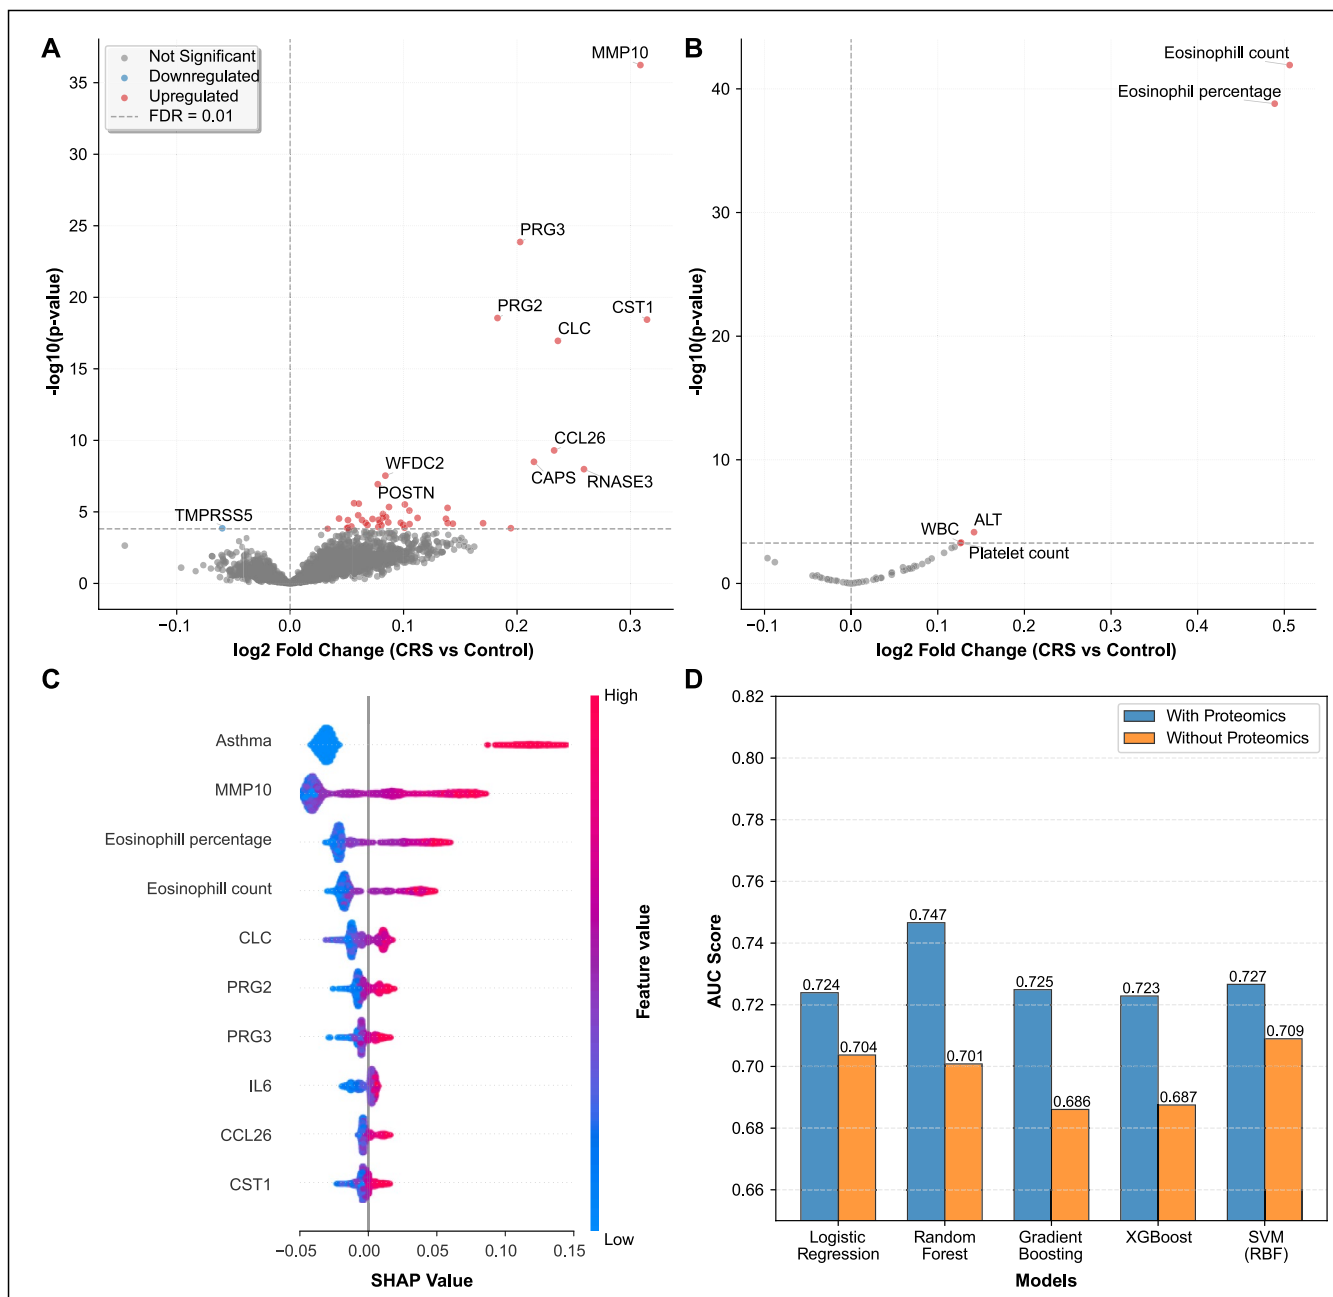 A
Not Significant
Downregulated
Upregulated
FDR = 0.01
MMP10
PRG3
PRG2
CST1
CLC
CCL26
WFDC2
CAPS
RNASE3
POSTN
TMPRSS5
35
30
25
20
15
10
5
0
-log10(p-value)
−0.1
0.0
0.1
0.2
0.3
log2 Fold Change (CRS vs Control)
B
Eosinophill count
Eosinophil percentage
WBC
ALT
Platelet count
40
30
20
10
0
-log10(p-value)
−0.1
0.0
0.1
0.2
0.3
0.4
0.5
log2 Fold Change (CRS vs Control)
C
High
Asthma
MMP10
Eosinophill percentage
Eosinophill count
CLC
PRG2
PRG3
IL6
CCL26
CST1
Low
Feature value
−0.05
0.00
0.05
0.10
0.15
SHAP Value
D
With Proteomics
Without Proteomics
0.82
0.80
0.78
0.76
0.74
0.72
0.70
0.68
0.66
AUC Score
0.724
0.704
0.747
0.701
0.725
0.686
0.723
0.687
0.727
0.709
Logistic
Regression
Random
Forest
Gradient
Boosting
XGBoost
SVM
(RBF)
Models